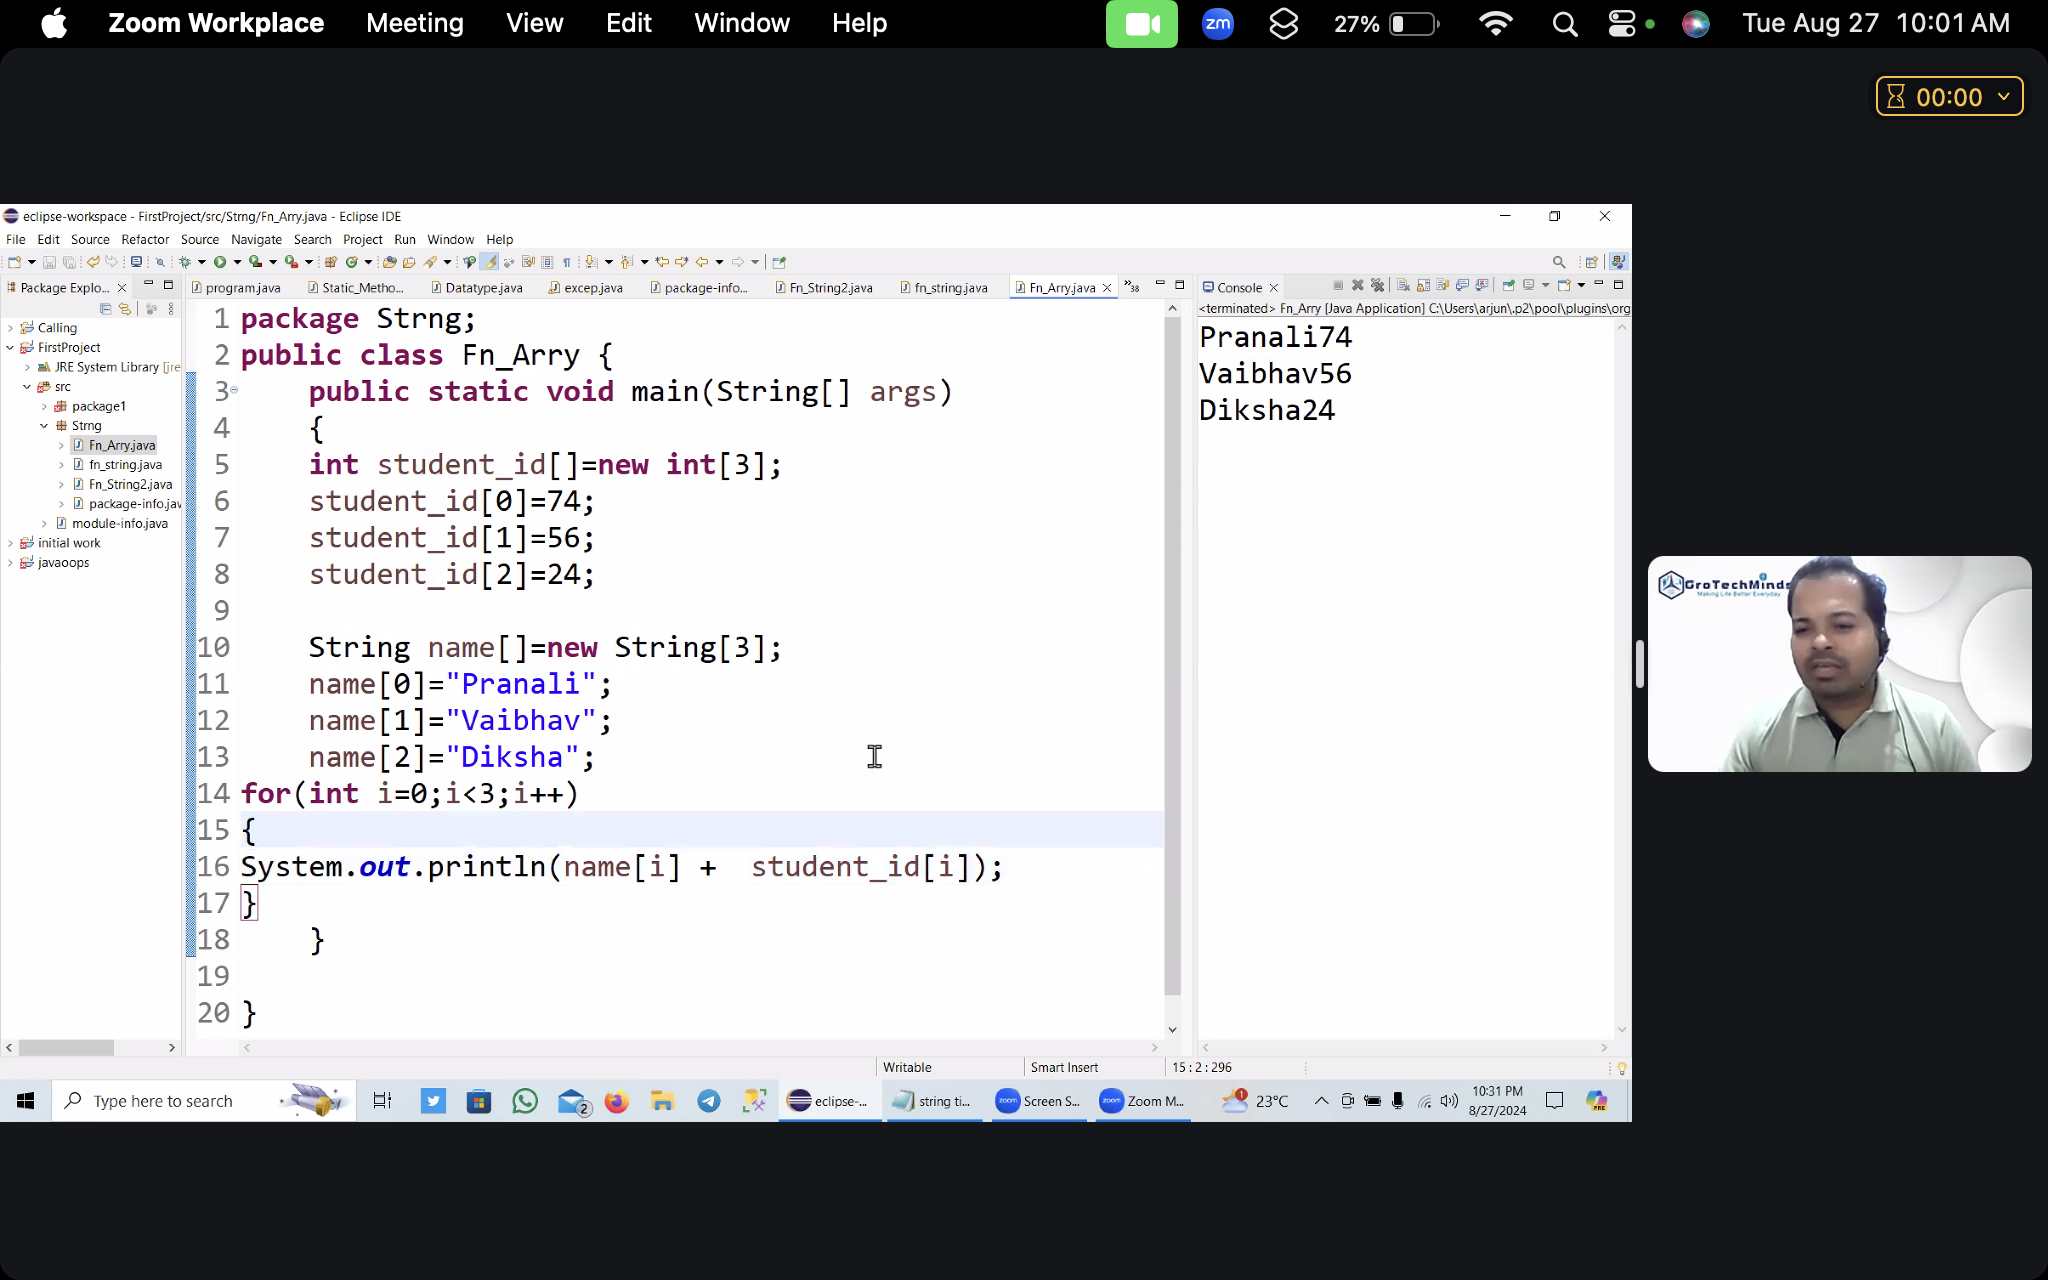 Zoom Workplace Meeting View Edit Window Help zm 27% Tue Aug 27 10:01 AM
00:00
eclipse-workspace - FirstProject/src/Strng/Fn_Arry.java - Eclipse IDE
File Edit Source Refactor Source Navigate Search Project Run Window Help
Package Explo...
Calling
FirstProject
JRE System Library [jre
src
package1
Strng
Fn_Arry.java
fn_string.java
Fn_String2.java
package-info.jav
module-info.java
initial work
javaoops
program.java Static_Metho... Datatype.java excep.java package-info... Fn_String2.java fn_string.java Fn_Arry.java »38
1 package Strng;
2 public class Fn_Arry {
3 public static void main(String[] args)
4 {
5 int student_id[]=new int[3];
6 student_id[0]=74;
7 student_id[1]=56;
8 student_id[2]=24;
9
10 String name[]=new String[3];
11 name[0]="Pranali";
12 name[1]="Vaibhav";
13 name[2]="Diksha";
14 for(int i=0;i<3;i++)
15 {
16 System.out.println(name[i] +  student_id[i]);
17 }
18 }
19
20 }
Console
<terminated> Fn_Arry [Java Application] C:\Users\arjun\.p2\pool\plugins\org
Pranali74
Vaibhav56
Diksha24
GroTechMinds
Making Life Better Everyday
Writable Smart Insert 15 : 2 : 296
Type here to search 2 eclipse-... string ti... zoom Screen S... zoom Zoom M... 1 23°C 10:31 PM
8/27/2024
PRE